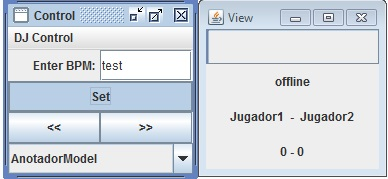 Control
DJ Control
Enter BPM: test
Set
<< >>
AnotadorModel
View
offline
Jugador1 - Jugador2
0 - 0